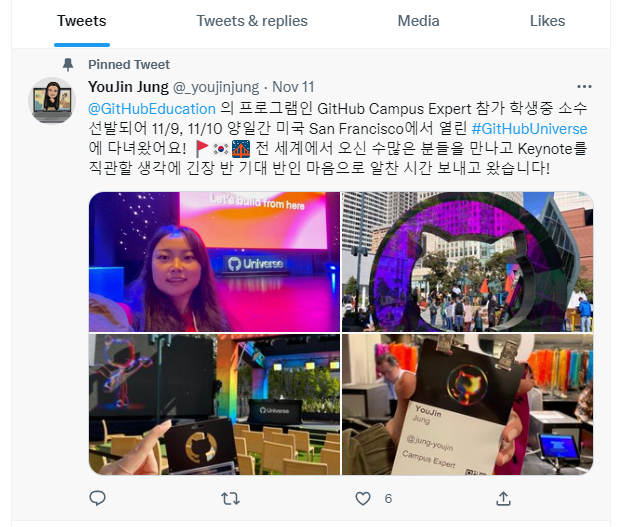 Tweets
Tweets & replies
Media
Likes
Pinned Tweet
YouJin Jung @_youjinjung · Nov 11
@GitHubEducation 의 프로그램인 GitHub Campus Expert 참가 학생중 소수
선발되어 11/9, 11/10 양일간 미국 San Francisco에서 열린 #GitHubUniverse
에 다녀왔어요! 🚩🇰🇷🌉 전 세계에서 오신 수많은 분들을 만나고 Keynote를
직관할 생각에 긴장 반 기대 반인 마음으로 알찬 시간 보내고 왔습니다!
Let's build from here
Universe
Universe
YouJin
Jung
@jung-youjin
Campus Expert
6